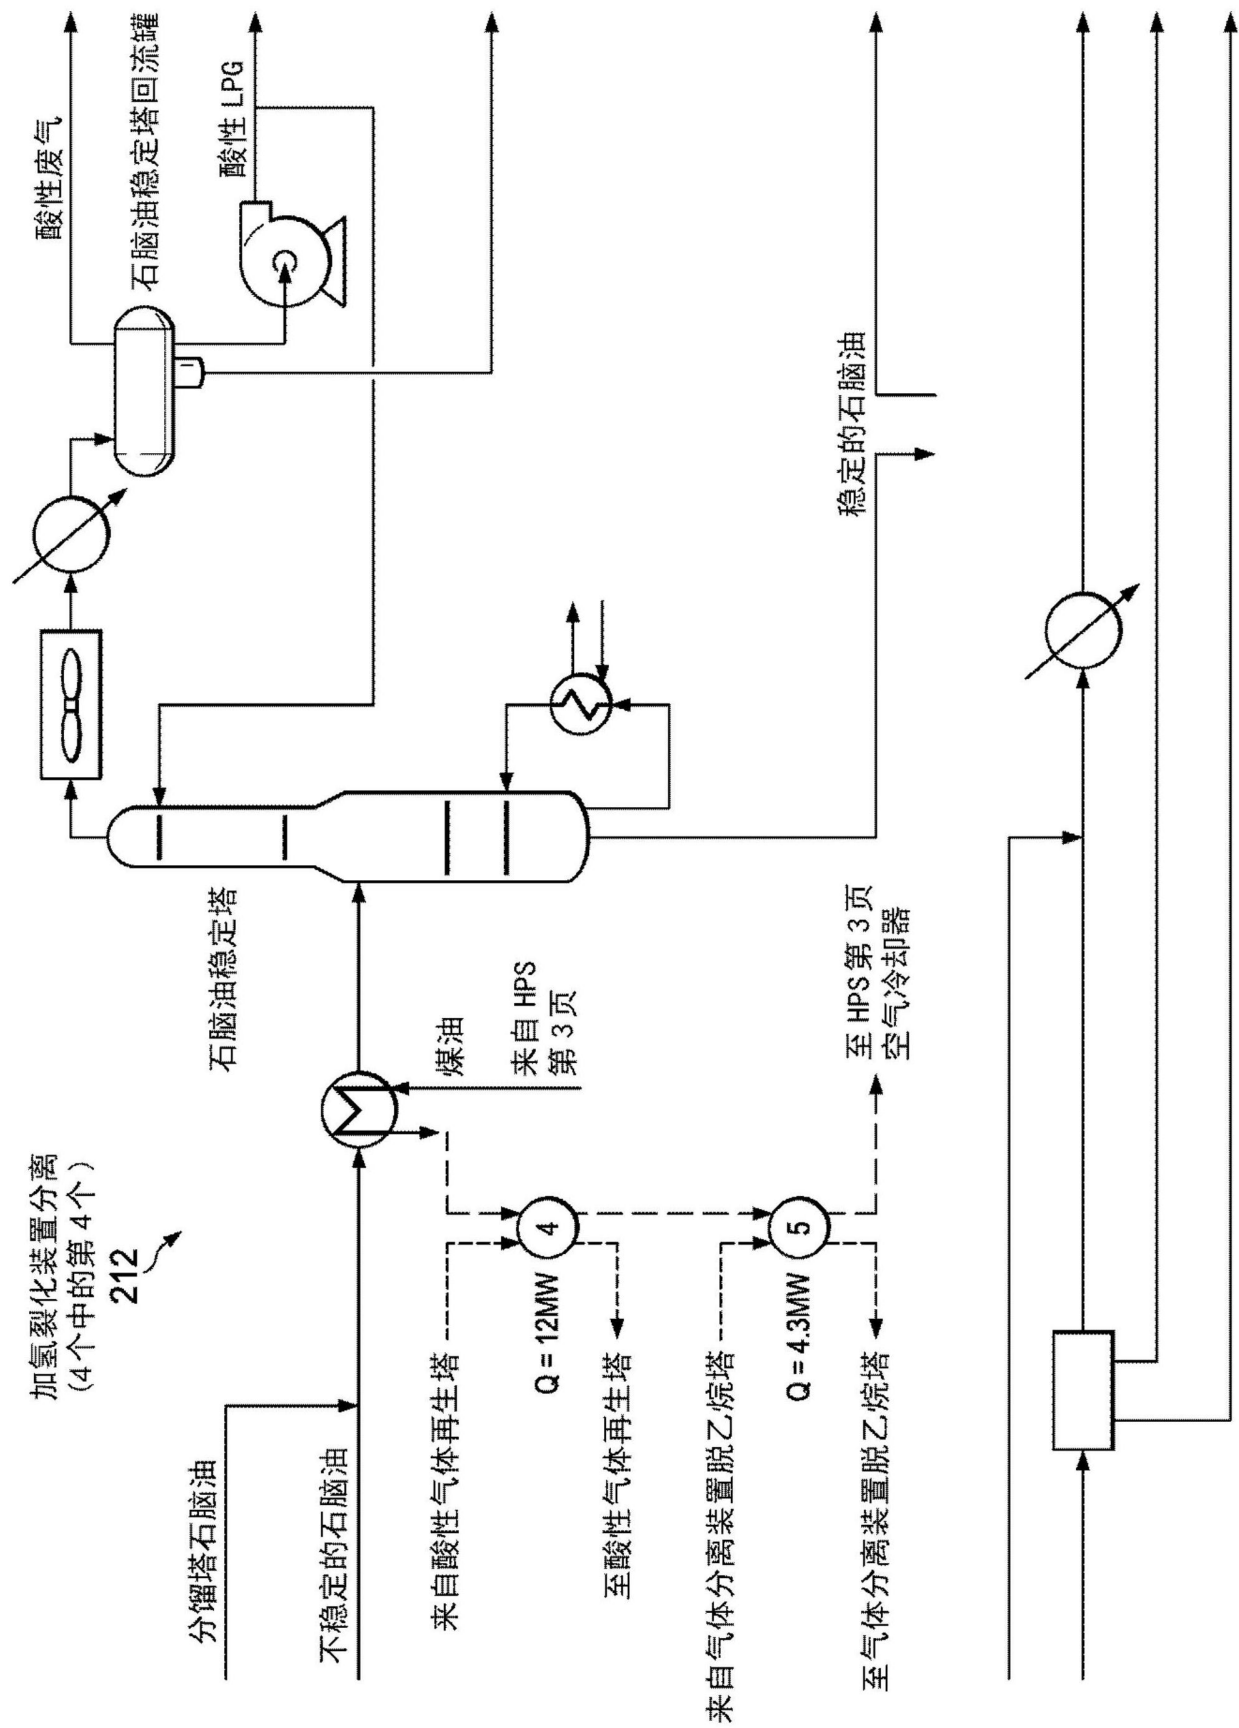 加氢裂化装置分离
(4个中的第4个)
212
分馏塔石脑油
不稳定的石脑油
来自酸性气体再生塔
Q = 12MW
至酸性气体再生塔
来自气体分离装置脱乙烷塔
Q = 4.3MW
至气体分离装置脱乙烷塔
4
5
煤油
来自 HPS
第 3 页
至 HPS 第 3 页
空气冷却器
石脑油稳定塔
稳定的石脑油
酸性废气
石脑油稳定塔回流罐
酸性 LPG